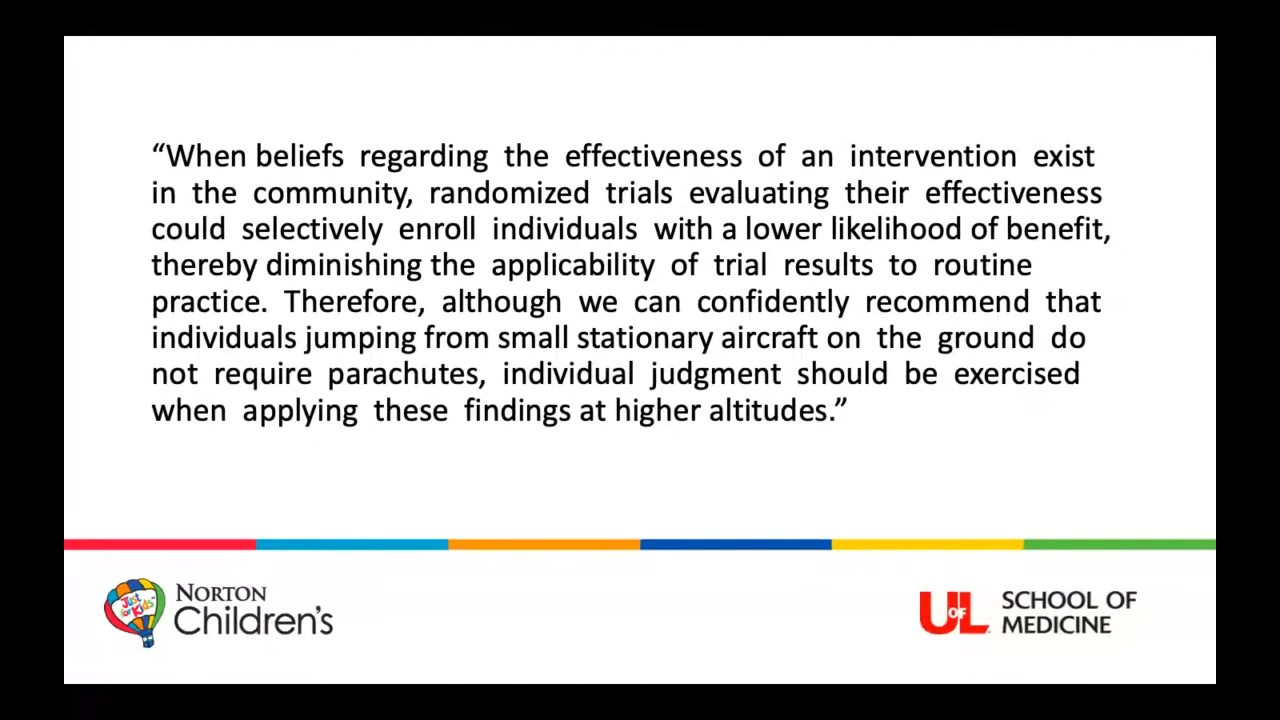 “When beliefs regarding the effectiveness of an intervention exist
in the community, randomized trials evaluating their effectiveness
could selectively enroll individuals with a lower likelihood of benefit,
thereby diminishing the applicability of trial results to routine
practice. Therefore, although we can confidently recommend that
individuals jumping from small stationary aircraft on the ground do
not require parachutes, individual judgment should be exercised
when applying these findings at higher altitudes.”
Just
for Kids
NORTON
Children's
UofL
SCHOOL OF
MEDICINE